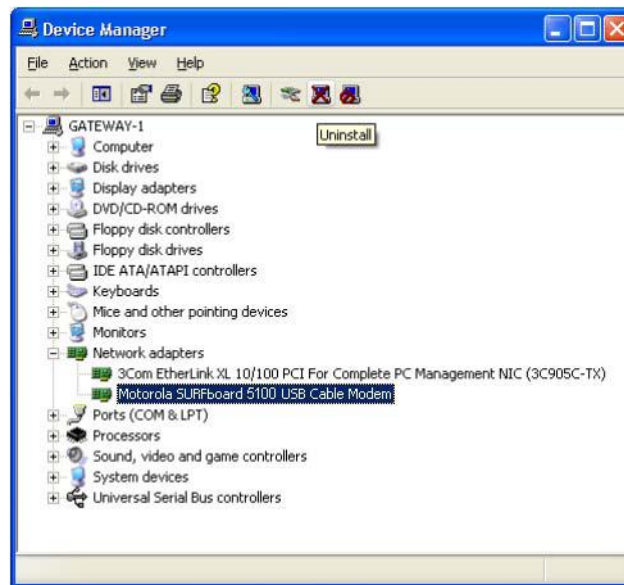 Device Manager
File Action View Help
Uninstall
GATEWAY-1
Computer
Disk drives
Display adapters
DVD/CD-ROM drives
Floppy disk controllers
Floppy disk drives
IDE ATA/ATAPI controllers
Keyboards
Mice and other pointing devices
Monitors
Network adapters
3Com EtherLink XL 10/100 PCI For Complete PC Management NIC (3C905C-TX)
Motorola SURFboard 5100 USB Cable Modem
Ports (COM & LPT)
Processors
Sound, video and game controllers
System devices
Universal Serial Bus controllers